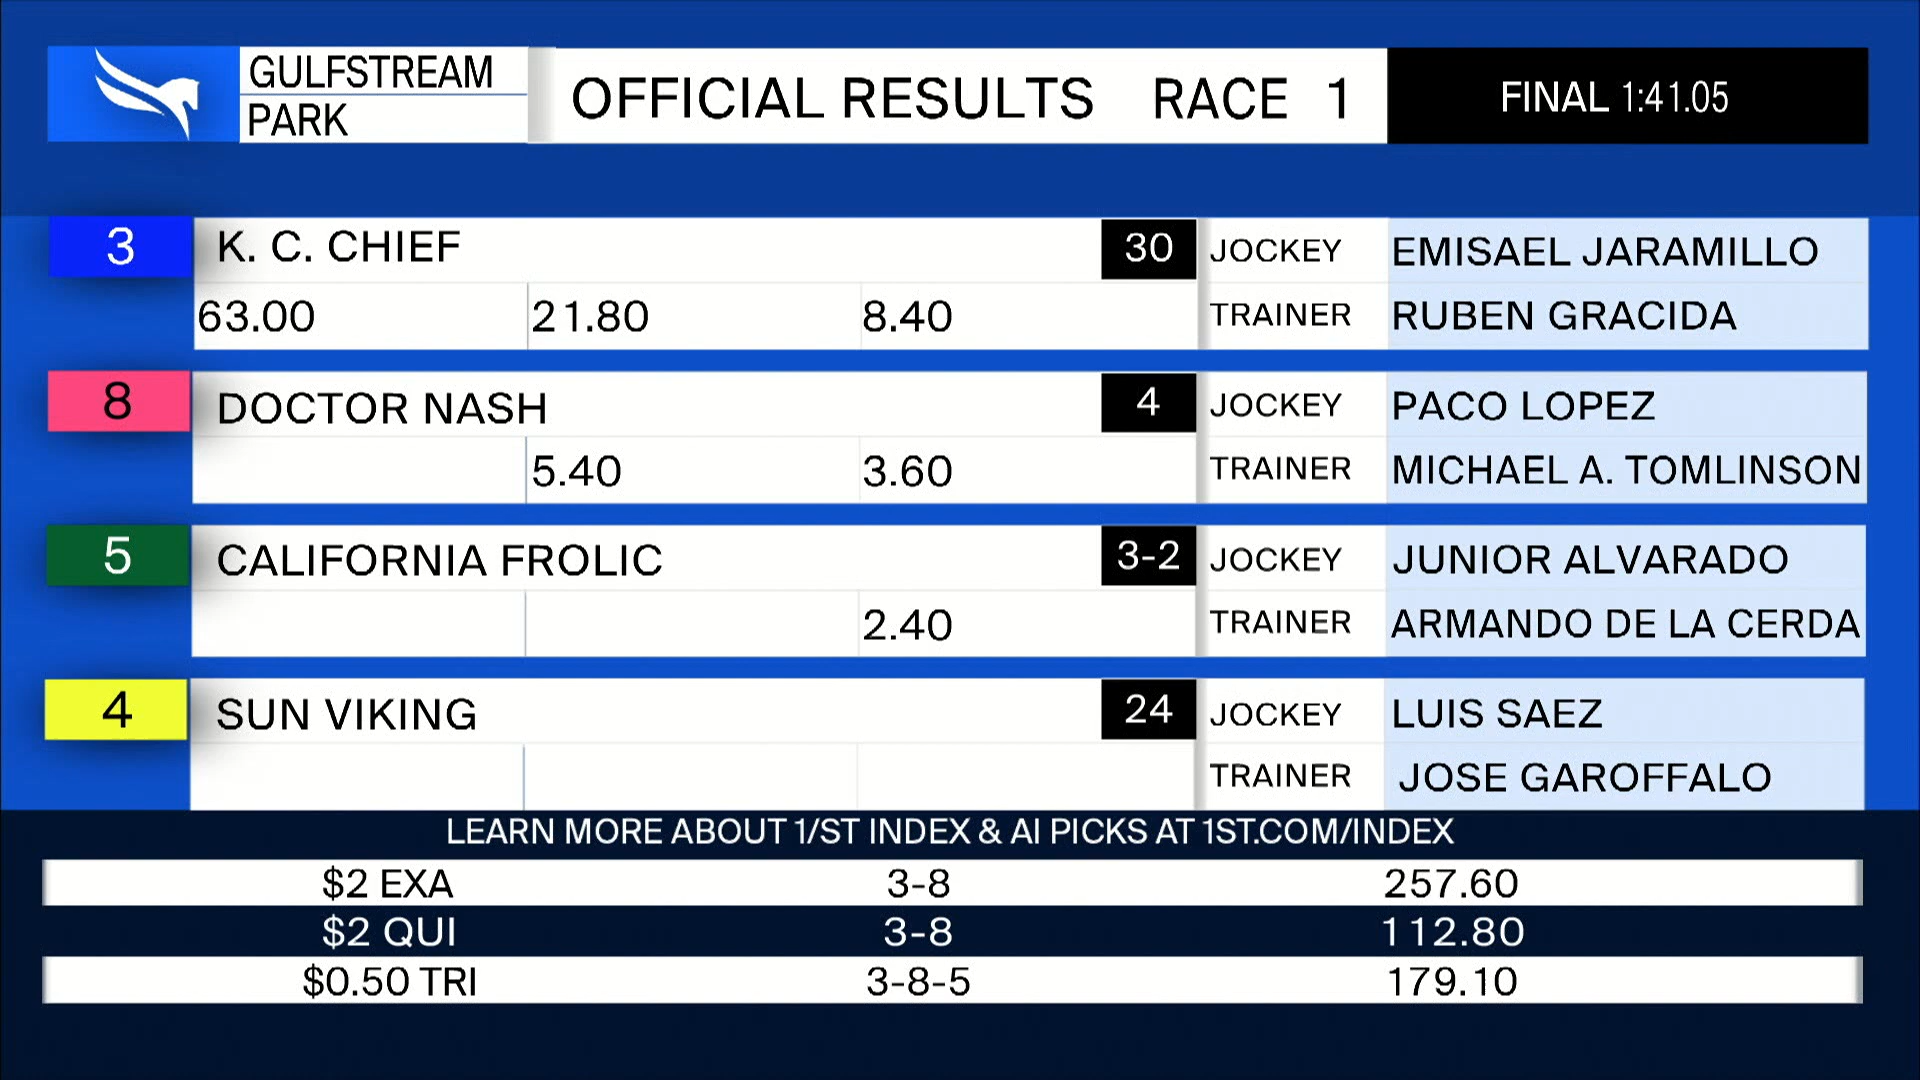 GULFSTREAM
PARK
OFFICIAL RESULTS RACE 1
FINAL 1:41.05
3 K. C. CHIEF 30 JOCKEY EMISAEL JARAMILLO
63.00 21.80 8.40 TRAINER RUBEN GRACIDA
8 DOCTOR NASH 4 JOCKEY PACO LOPEZ
5.40 3.60 TRAINER MICHAEL A. TOMLINSON
5 CALIFORNIA FROLIC 3-2 JOCKEY JUNIOR ALVARADO
2.40 TRAINER ARMANDO DE LA CERDA
4 SUN VIKING 24 JOCKEY LUIS SAEZ
TRAINER JOSE GAROFFALO
LEARN MORE ABOUT 1/ST INDEX & AI PICKS AT 1ST.COM/INDEX
$2 EXA 3-8 257.60
$2 QUI 3-8 112.80
$0.50 TRI 3-8-5 179.10